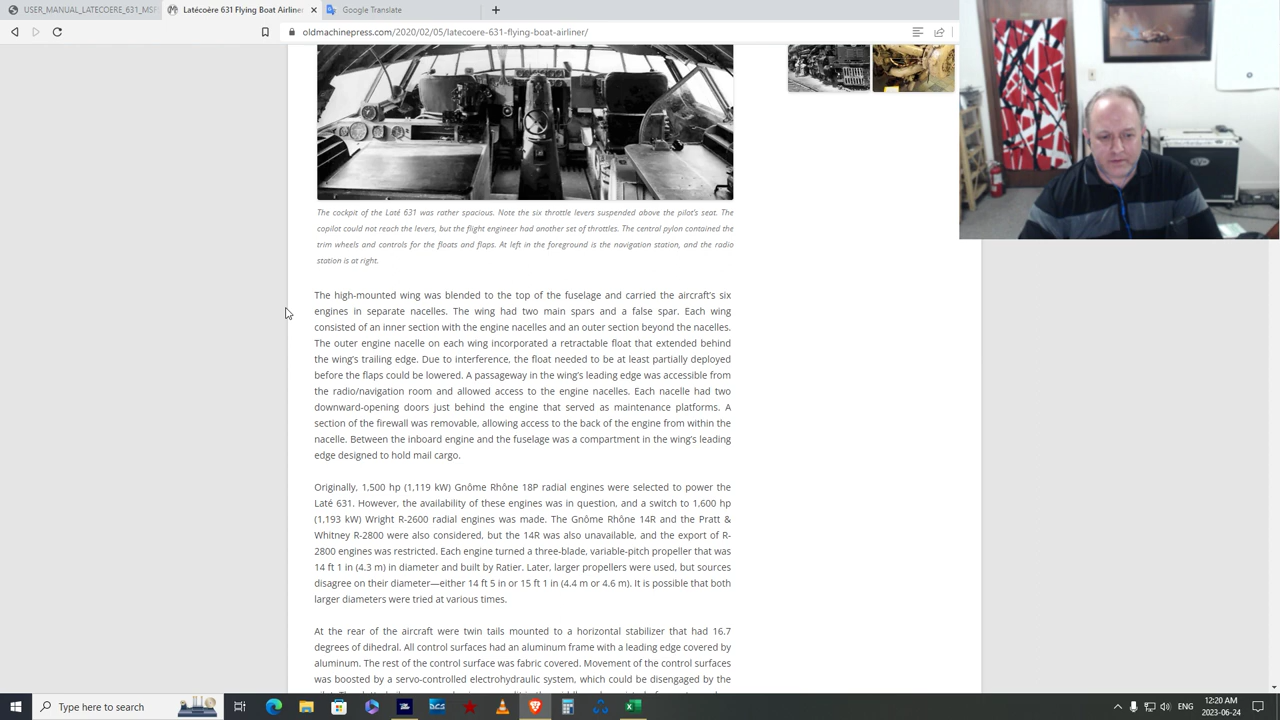 USER_MANUAL_LATECOERE_631_MSF
Latécoère 631 Flying Boat Airliner
Google Translate
oldmachinepress.com/2020/02/05/latecoere-631-flying-boat-airliner/
The cockpit of the Laté 631 was rather spacious. Note the six throttle levers suspended above the pilot's seat. The
copilot could not reach the levers, but the flight engineer had another set of throttles. The central pylon contained the
trim wheels and controls for the floats and flaps. At left in the foreground is the navigation station, and the radio
station is at right.
The high-mounted wing was blended to the top of the fuselage and carried the aircraft's six
engines in separate nacelles. The wing had two main spars and a false spar. Each wing
consisted of an inner section with the engine nacelles and an outer section beyond the nacelles.
The outer engine nacelle on each wing incorporated a retractable float that extended behind
the wing's trailing edge. Due to interference, the float needed to be at least partially deployed
before the flaps could be lowered. A passageway in the wing's leading edge was accessible from
the radio/navigation room and allowed access to the engine nacelles. Each nacelle had two
downward-opening doors just behind the engine that served as maintenance platforms. A
section of the firewall was removable, allowing access to the back of the engine from within the
nacelle. Between the inboard engine and the fuselage was a compartment in the wing's leading
edge designed to hold mail cargo.
Originally, 1,500 hp (1,119 kW) Gnôme Rhône 18P radial engines were selected to power the
Laté 631. However, the availability of these engines was in question, and a switch to 1,600 hp
(1,193 kW) Wright R-2600 radial engines was made. The Gnôme Rhône 14R and the Pratt &
Whitney R-2800 were also considered, but the 14R was also unavailable, and the export of R-
2800 engines was restricted. Each engine turned a three-blade, variable-pitch propeller that was
14 ft 1 in (4.3 m) in diameter and built by Ratier. Later, larger propellers were used, but sources
disagree on their diameter—either 14 ft 5 in or 15 ft 1 in (4.4 m or 4.6 m). It is possible that both
larger diameters were tried at various times.
At the rear of the aircraft were twin tails mounted to a horizontal stabilizer that had 16.7
degrees of dihedral. All control surfaces had an aluminum frame with a leading edge covered by
aluminum. The rest of the control surface was fabric covered. Movement of the control surfaces
was boosted by a servo-controlled electrohydraulic system, which could be disengaged by the
Type here to search
DCS
ENG
12:20 AM
2023-06-24